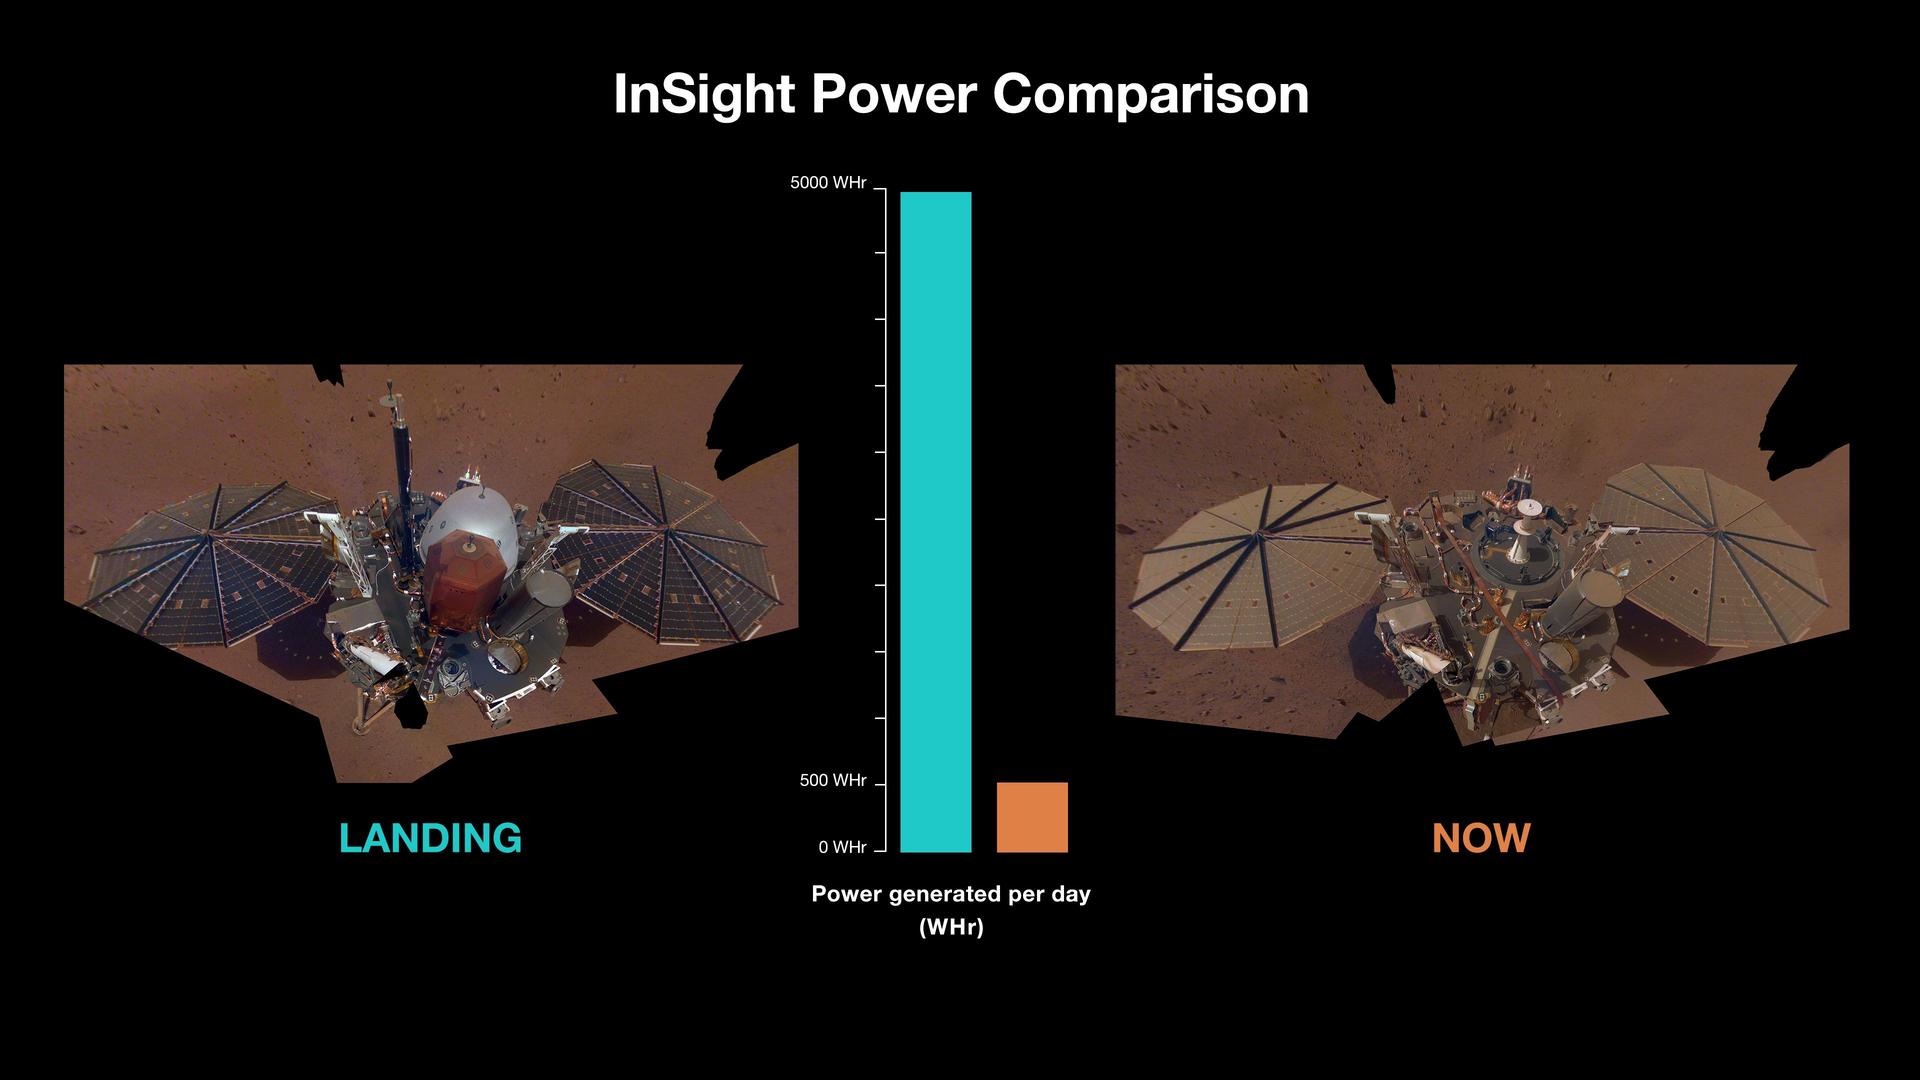 InSight Power Comparison
5000 WHr
500 WHr
0 WHr
LANDING
NOW
Power generated per day
(WHr)